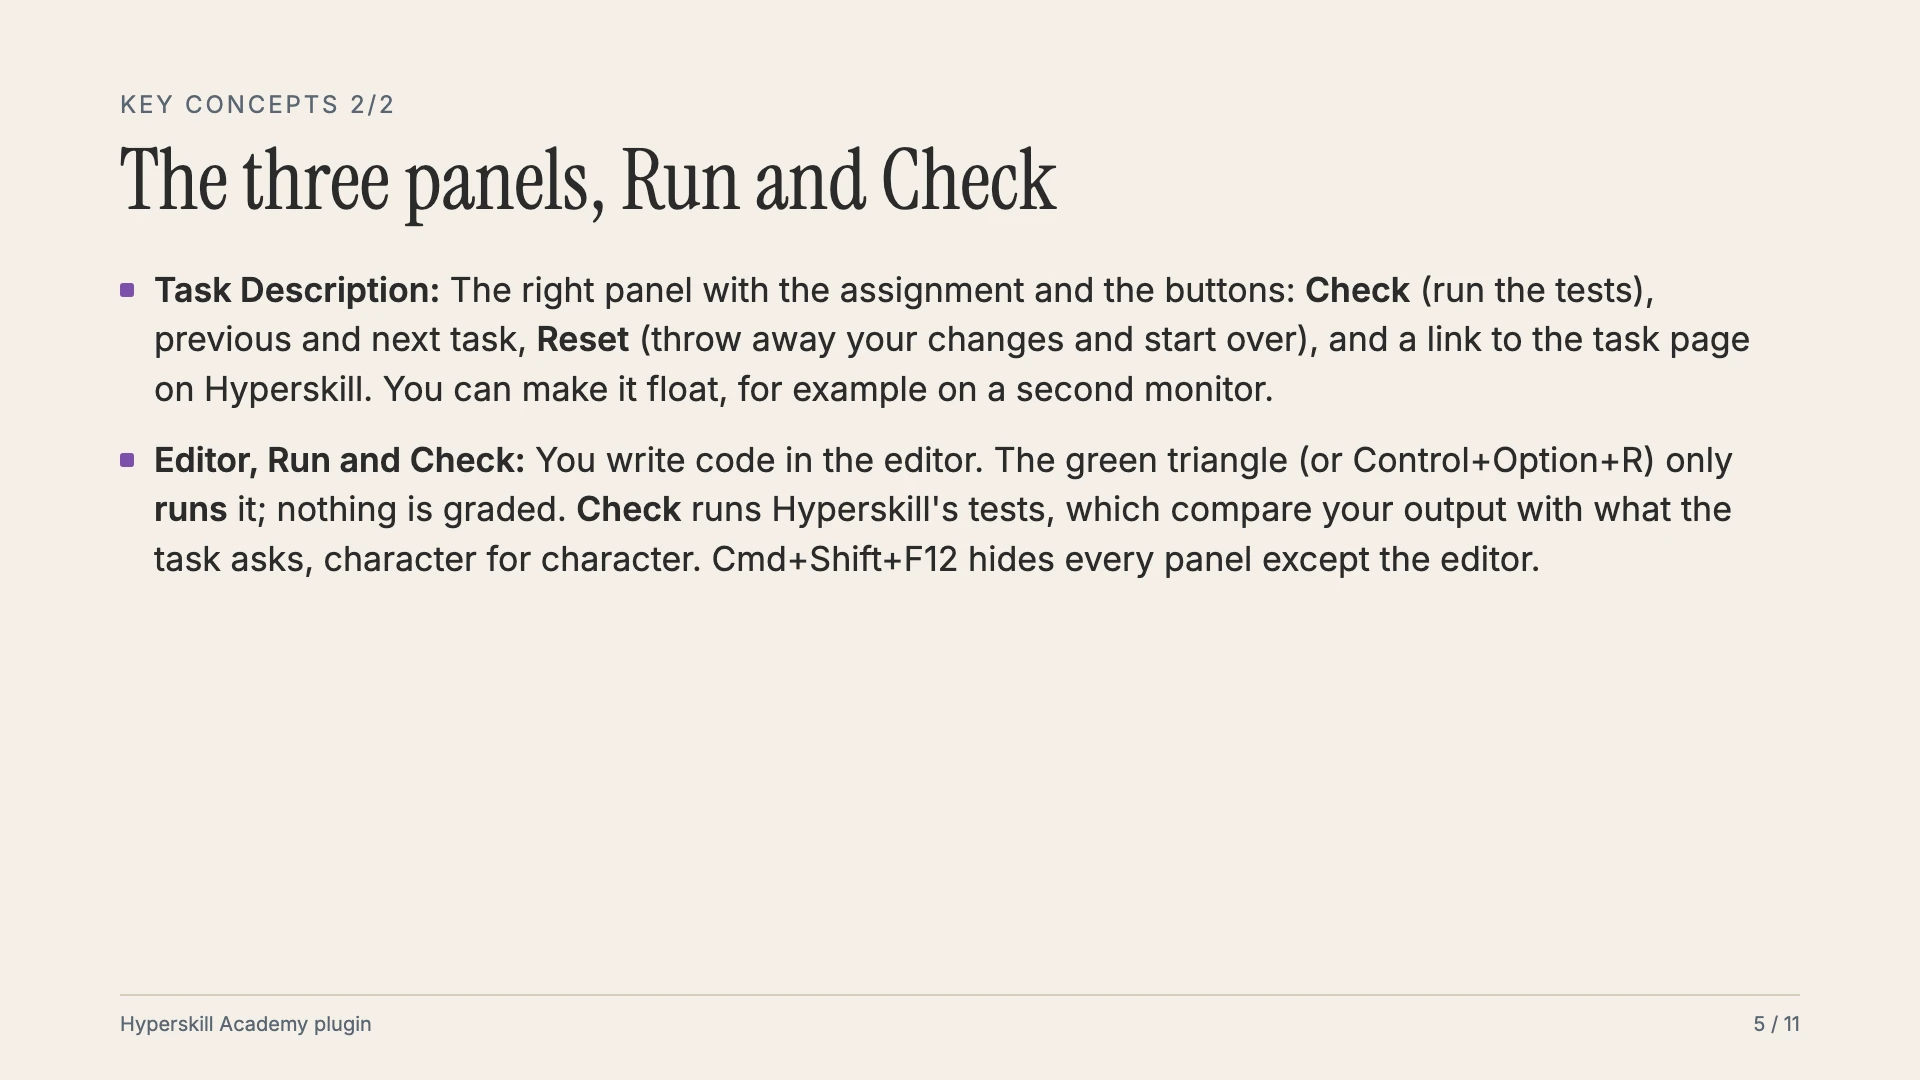 KEY CONCEPTS 2/2
The three panels, Run and Check
Task Description: The right panel with the assignment and the buttons: Check (run the tests),
previous and next task, Reset (throw away your changes and start over), and a link to the task page
on Hyperskill. You can make it float, for example on a second monitor.
Editor, Run and Check: You write code in the editor. The green triangle (or Control+Option+R) only
runs it; nothing is graded. Check runs Hyperskill's tests, which compare your output with what the
task asks, character for character. Cmd+Shift+F12 hides every panel except the editor.
Hyperskill Academy plugin
5 / 11